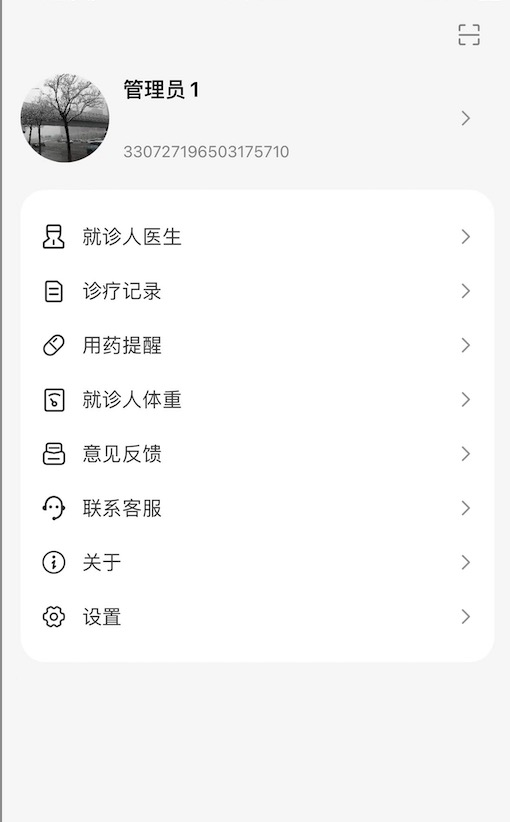 管理员1
330727196503175710
就诊人医生
诊疗记录
用药提醒
就诊人体重
意见反馈
联系客服
关于
设置